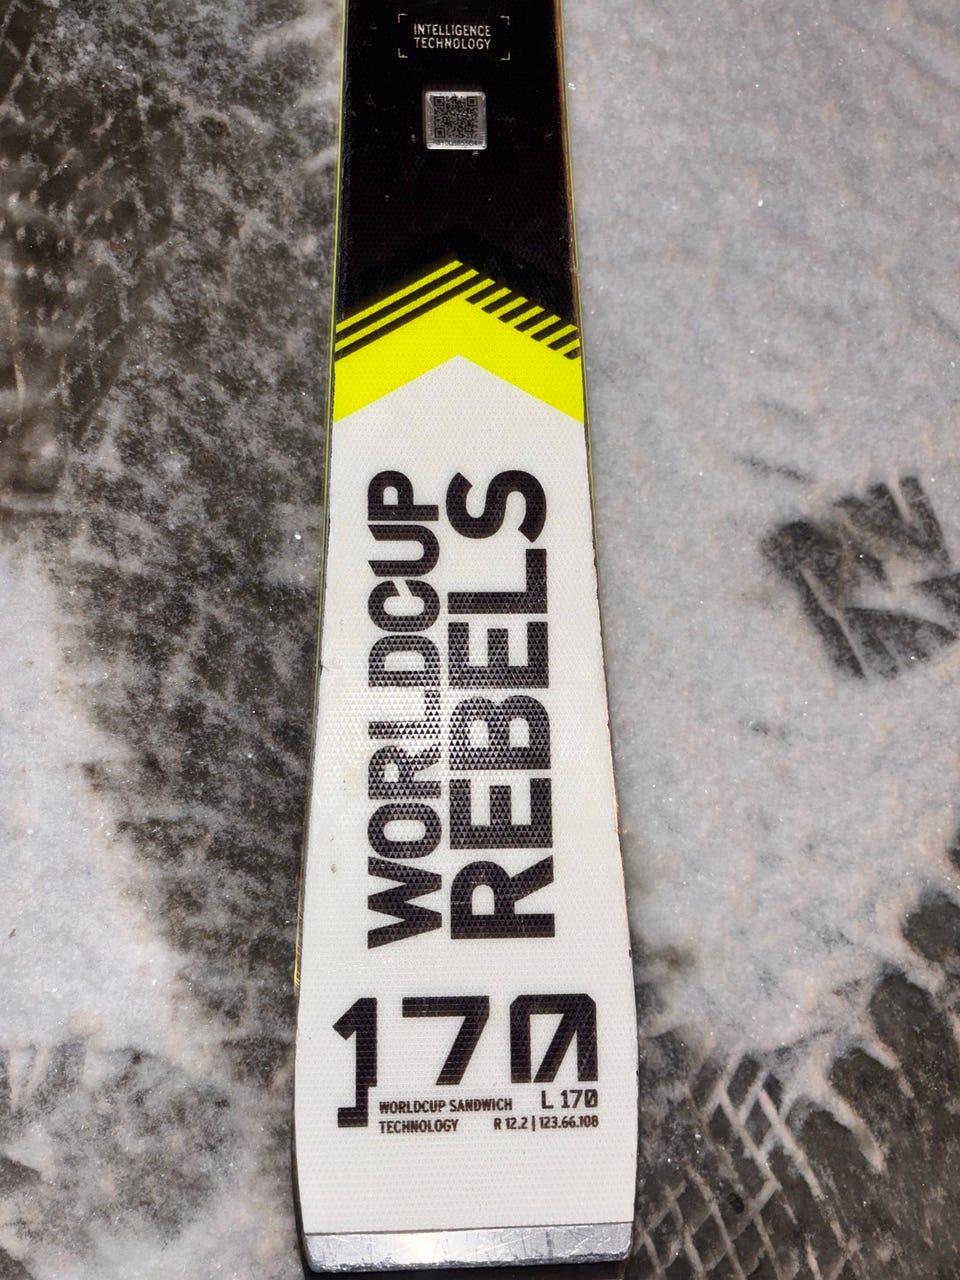 INTELLIGENCE
TECHNOLOGY
WORLDCUP
REBELS
170
WORLDCUP SANDWICH
TECHNOLOGY
L 170
R 12.2 | 123.66.108